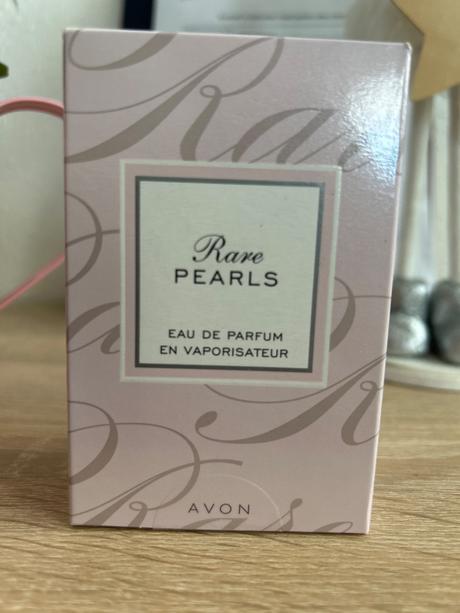 Rare
PEARLS
EAU DE PARFUM
EN VAPORISATEUR
AVON